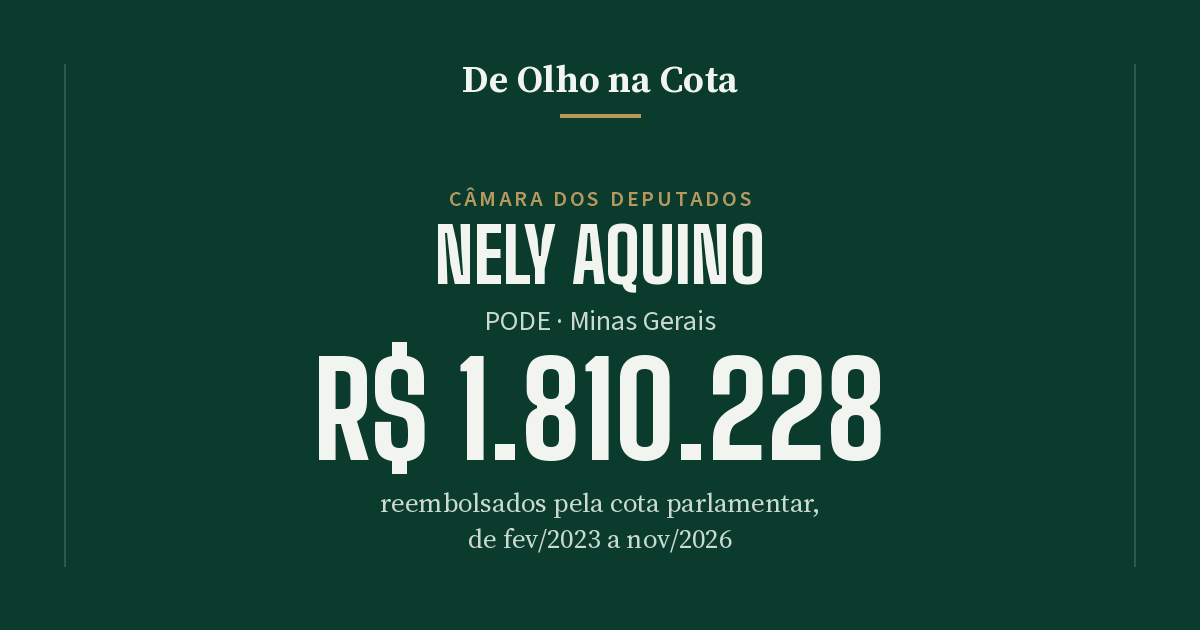 De Olho na Cota
CÂMARA DOS DEPUTADOS
NELY AQUINO
PODE · Minas Gerais
R$ 1.810.228
reembolsados pela cota parlamentar,
de fev/2023 a nov/2026